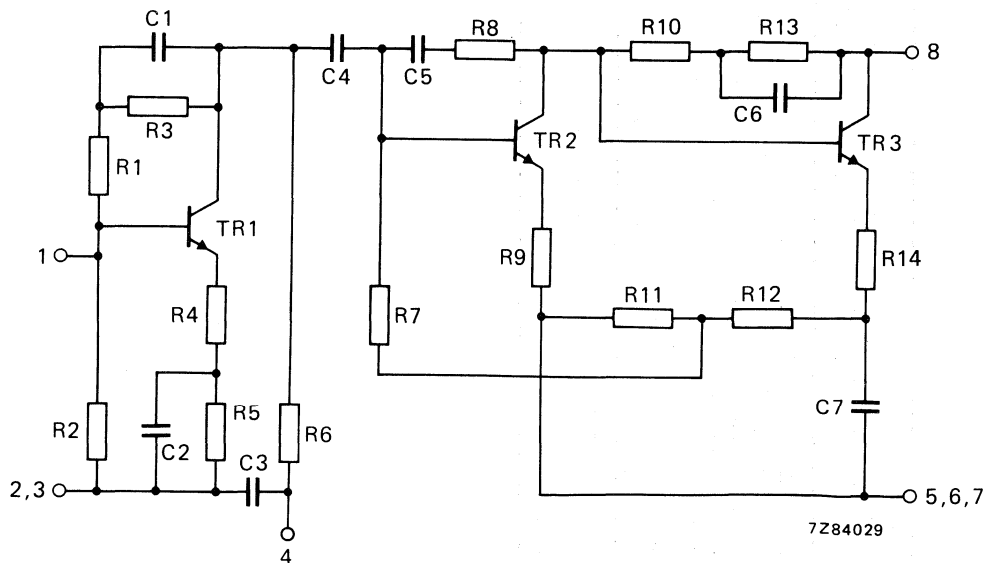 C1
R8
R10
R13
8
C4
C5
R3
C6
R1
TR2
TR3
TR1
1
R9
R14
R4
R7
R11
R12
R2
C2
R5
R6
C7
C3
2,3
5,6,7
4
7Z84029